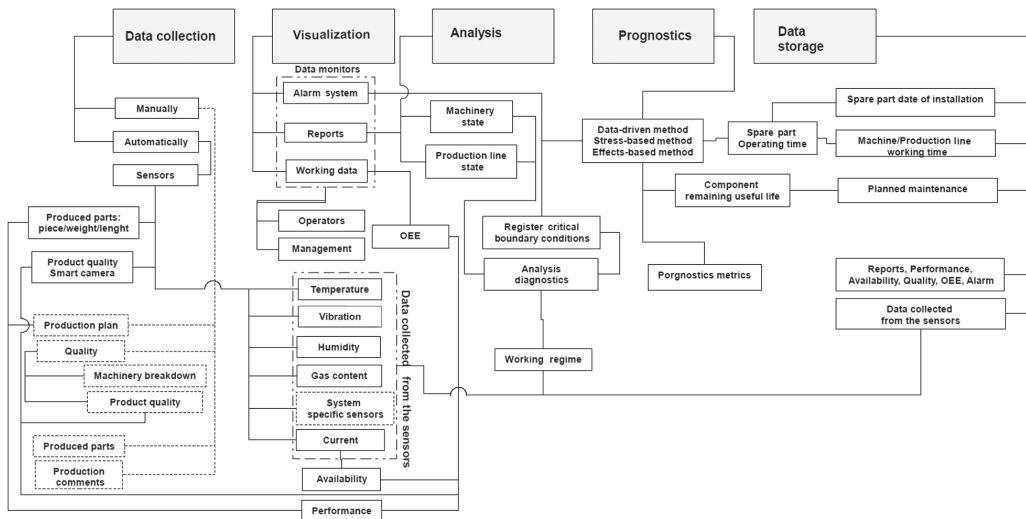 Data collection
Visualization
Analysis
Prognostics
Data
storage
Data monitors
Alarm system
Reports
Working data
Operators
Management
Manually
Automatically
Sensors
Produced parts:
piece/weight/lenght
Product quality
Smart camera
Production plan
Quality
Machinery breakdown
Product quality
Produced parts
Production
comments
OEE
Temperature
Vibration
Humidity
Gas content
System
specific sensors
Current
Data collected from the sensors
Availability
Performance
Machinery
state
Production line
state
Register critical
boundary conditions
Analysis
diagnostics
Working regime
Data-driven method
Stress-based method
Effects-based method
Spare part
Operating time
Component
remaining useful life
Porgnostics metrics
Spare part date of installation
Machine/Production line
working time
Planned maintenance
Reports, Performance,
Availability, Quality, OEE, Alarm
Data collected
from the sensors